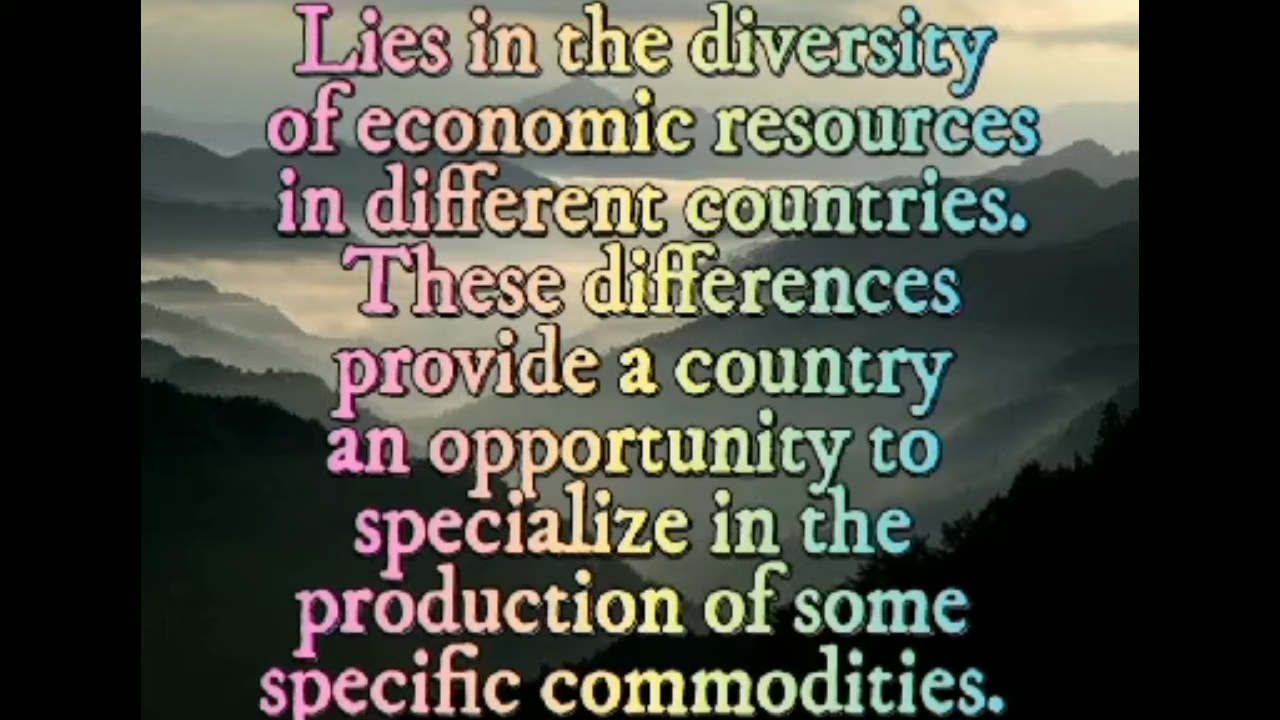 Lies in the diversity
of economic resources
in different countries.
These differences
provide a country
an opportunity to
specialize in the
production of some
specific commodities.